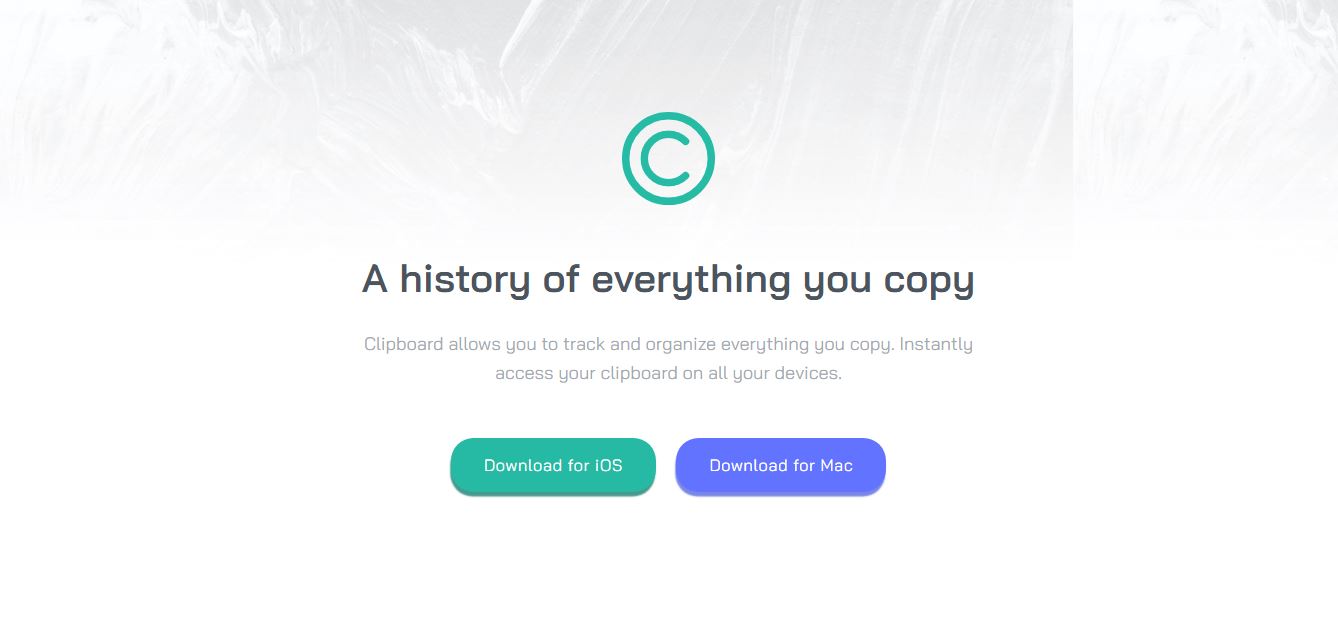 A history of everything you copy
Clipboard allows you to track and organize everything you copy. Instantly
access your clipboard on all your devices.
Download for iOS
Download for Mac